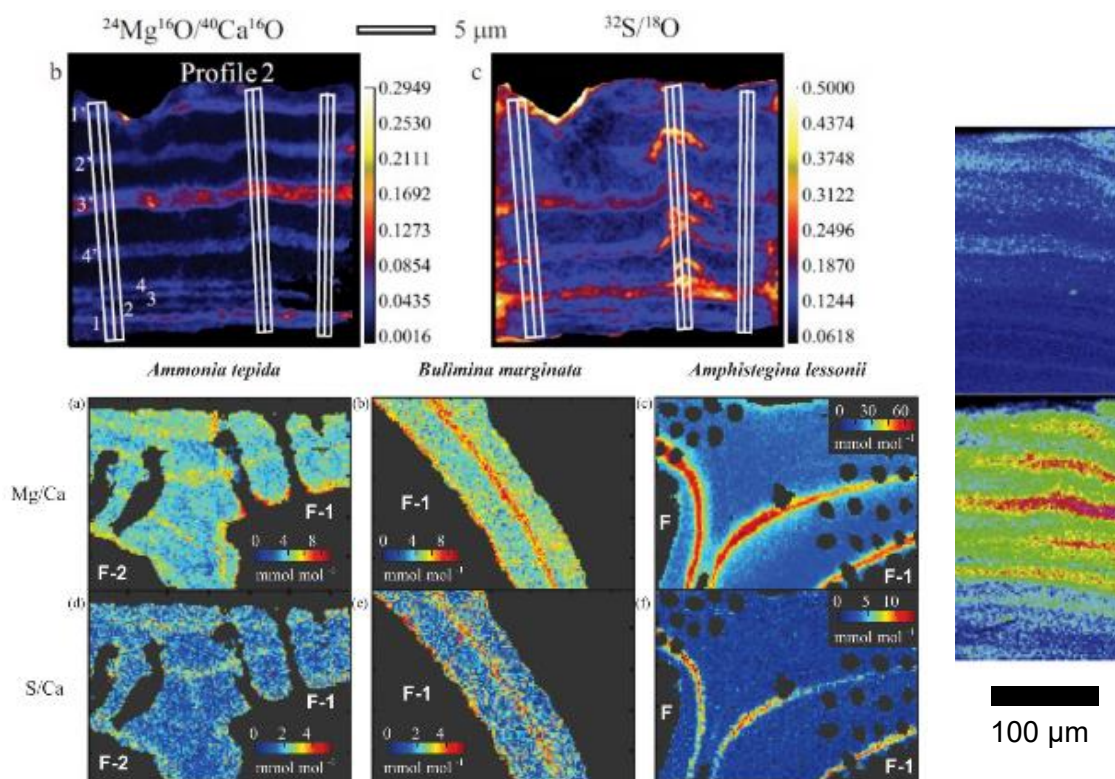 24Mg16O/40Ca16O
5 µm
32S/18O
b
Profile 2
c
0.2949
0.2530
0.2111
0.1692
0.1273
0.0854
0.0435
0.0016
1'
2'
3'
4'
4
3
2
1
0.5000
0.4374
0.3748
0.3122
0.2496
0.1870
0.1244
0.0618
Ammonia tepida
Bulimina marginata
Amphistegina lessonii
(a)
(b)
(c)
Mg/Ca
F-1
F-2
0 4 8
mmol mol⁻¹
F-1
0 4 8
mmol mol⁻¹
0 30 60
mmol mol⁻¹
F
F-1
(d)
(e)
(f)
S/Ca
F-1
F-2
0 2 4
mmol mol⁻¹
F-1
0 2 4
mmol mol⁻¹
0 5 10
mmol mol⁻¹
F
F-1
100 µm